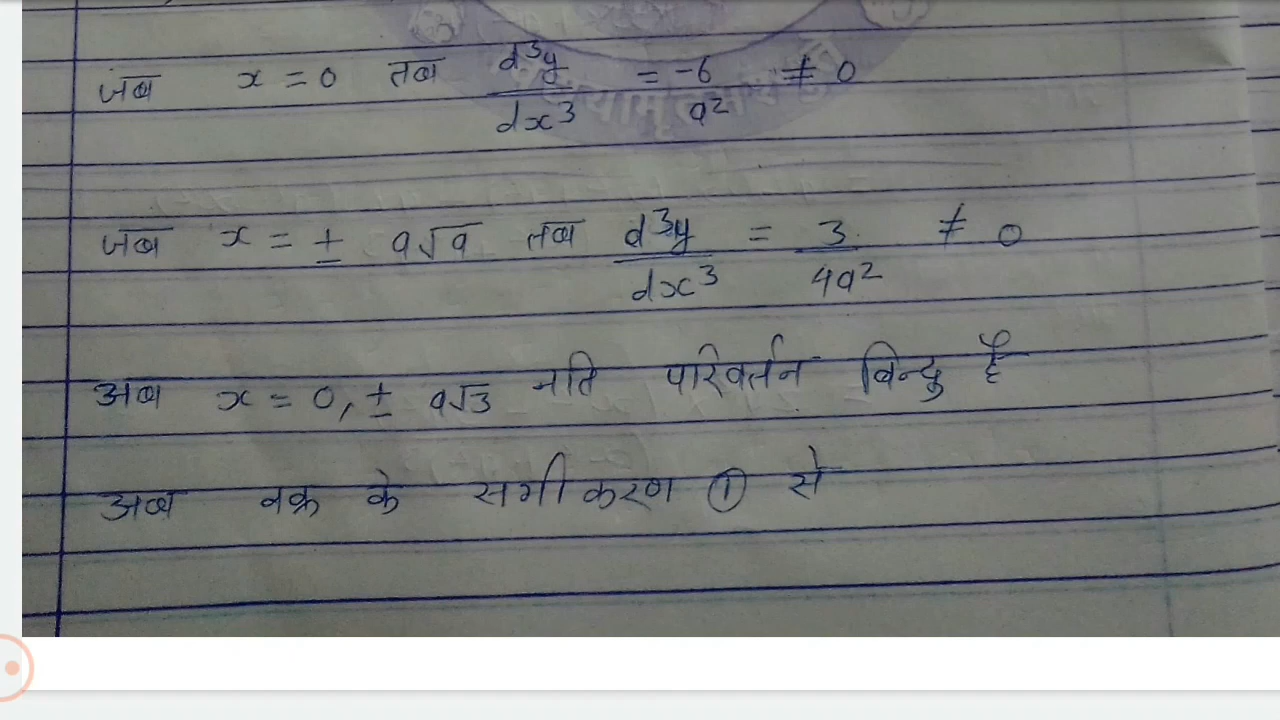 जब x = 0 तब d³y/dx³ = -6/a² ≠ 0
जब x = ± a√a तब d³y/dx³ = 3/4a² ≠ 0
अब x = 0, ± a√3 नति परिवर्तन बिन्दु है
अब वक्र के समीकरण ① से